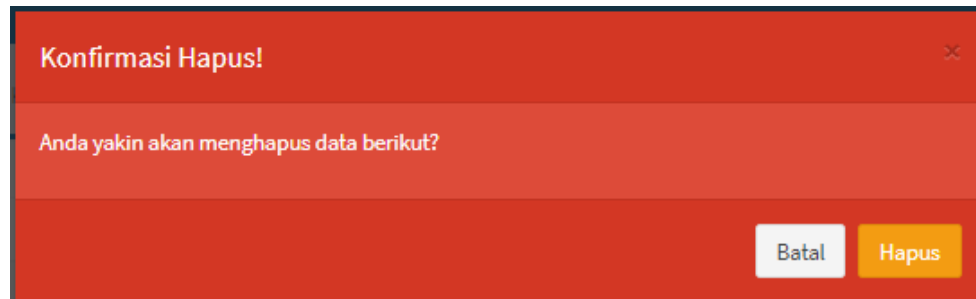 Konfirmasi Hapus!
×
Anda yakin akan menghapus data berikut?
Batal Hapus